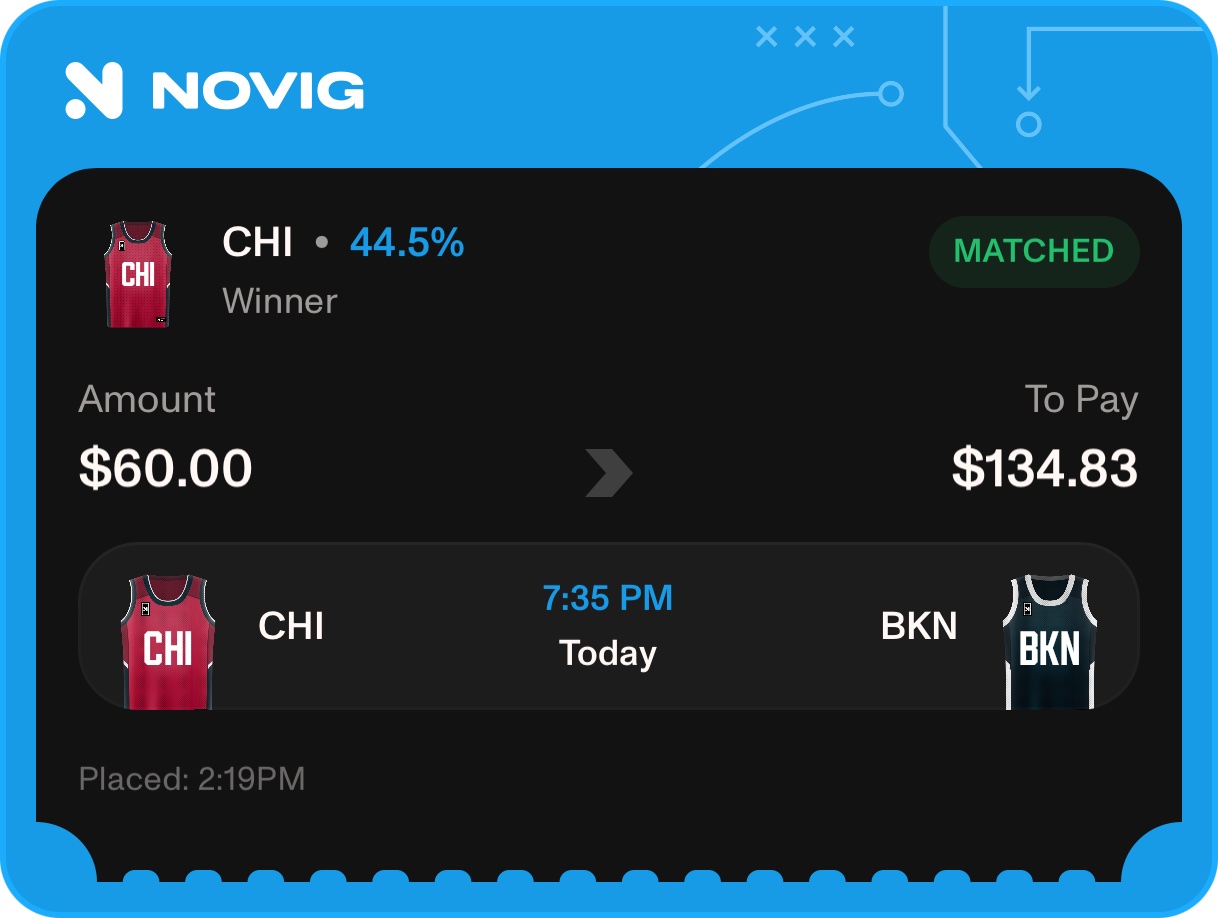 NOVIG
CHI
CHI • 44.5%
Winner
MATCHED
Amount
To Pay
$60.00
$134.83
CHI
CHI
7:35 PM
Today
BKN
BKN
Placed: 2:19PM